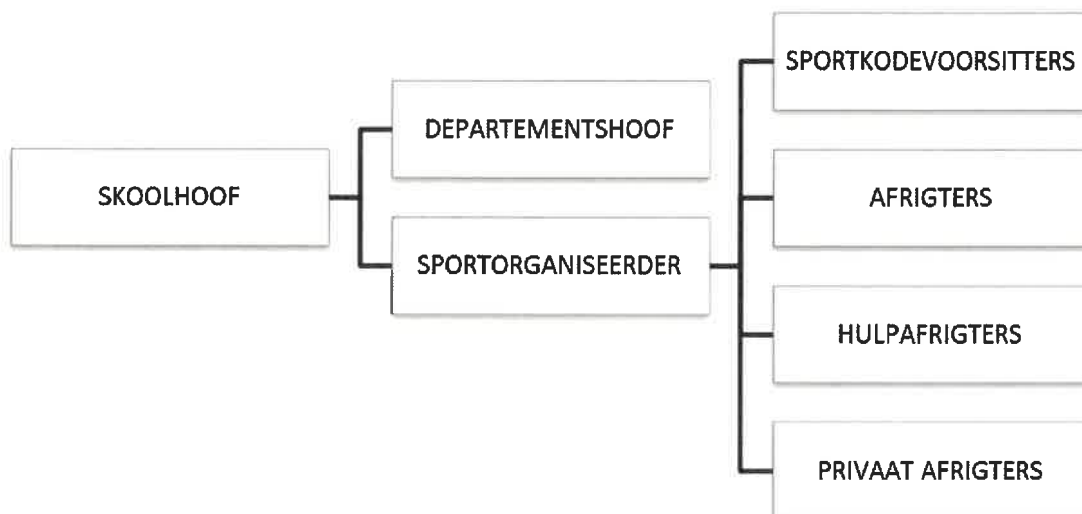 SKOOLHOOF
DEPARTEMENTSHOOF
SPORTORGANISEERDER
SPORTKODEVOORSITTERS
AFRIGTERS
HULPAFRIGTERS
PRIVAAT AFRIGTERS